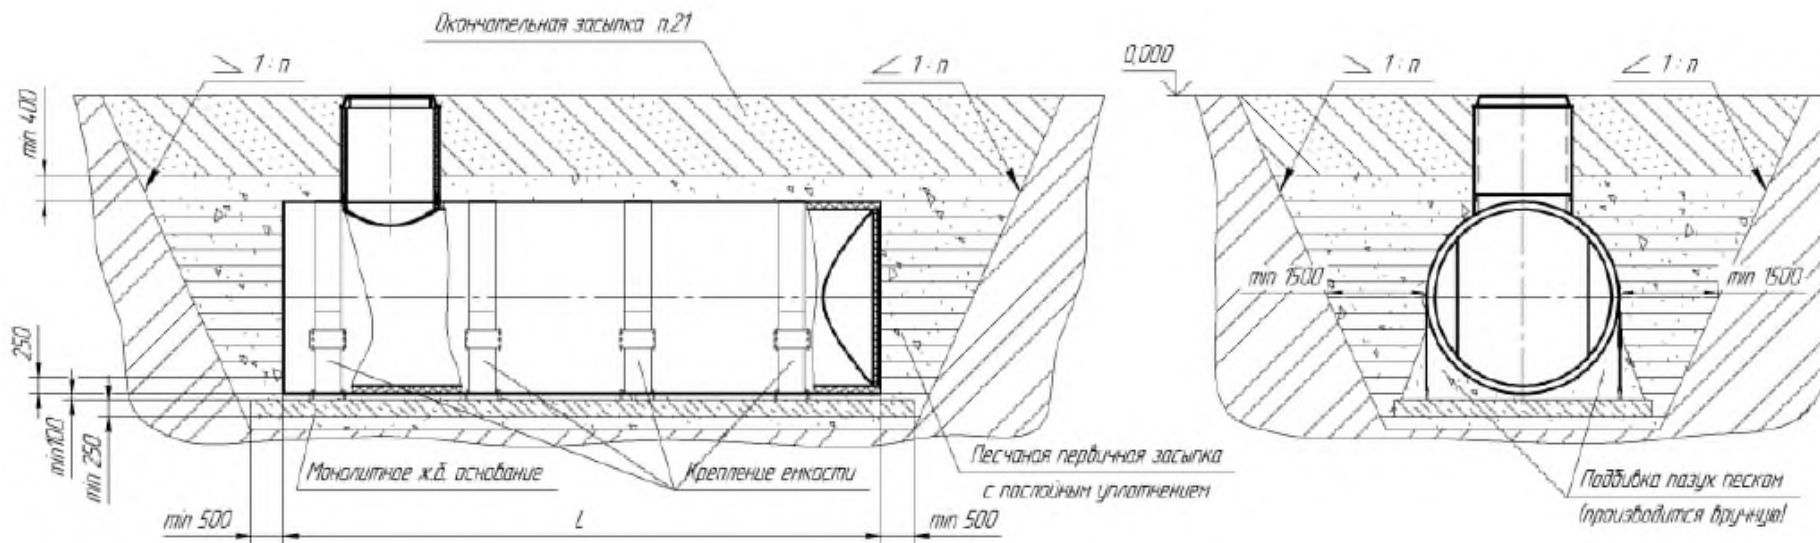 Окончательная засыпка п.21
1:п
1:п
0,000
1:п
1:п
min 400
min 1500
min 1500
250
min100
min 250
Монолитное ж.б. основание
Крепление емкости
Песчаная первичная засыпка
с послойным уплотнением
Подбивка пазух песком
(производится вручную)
min 500
L
min 500